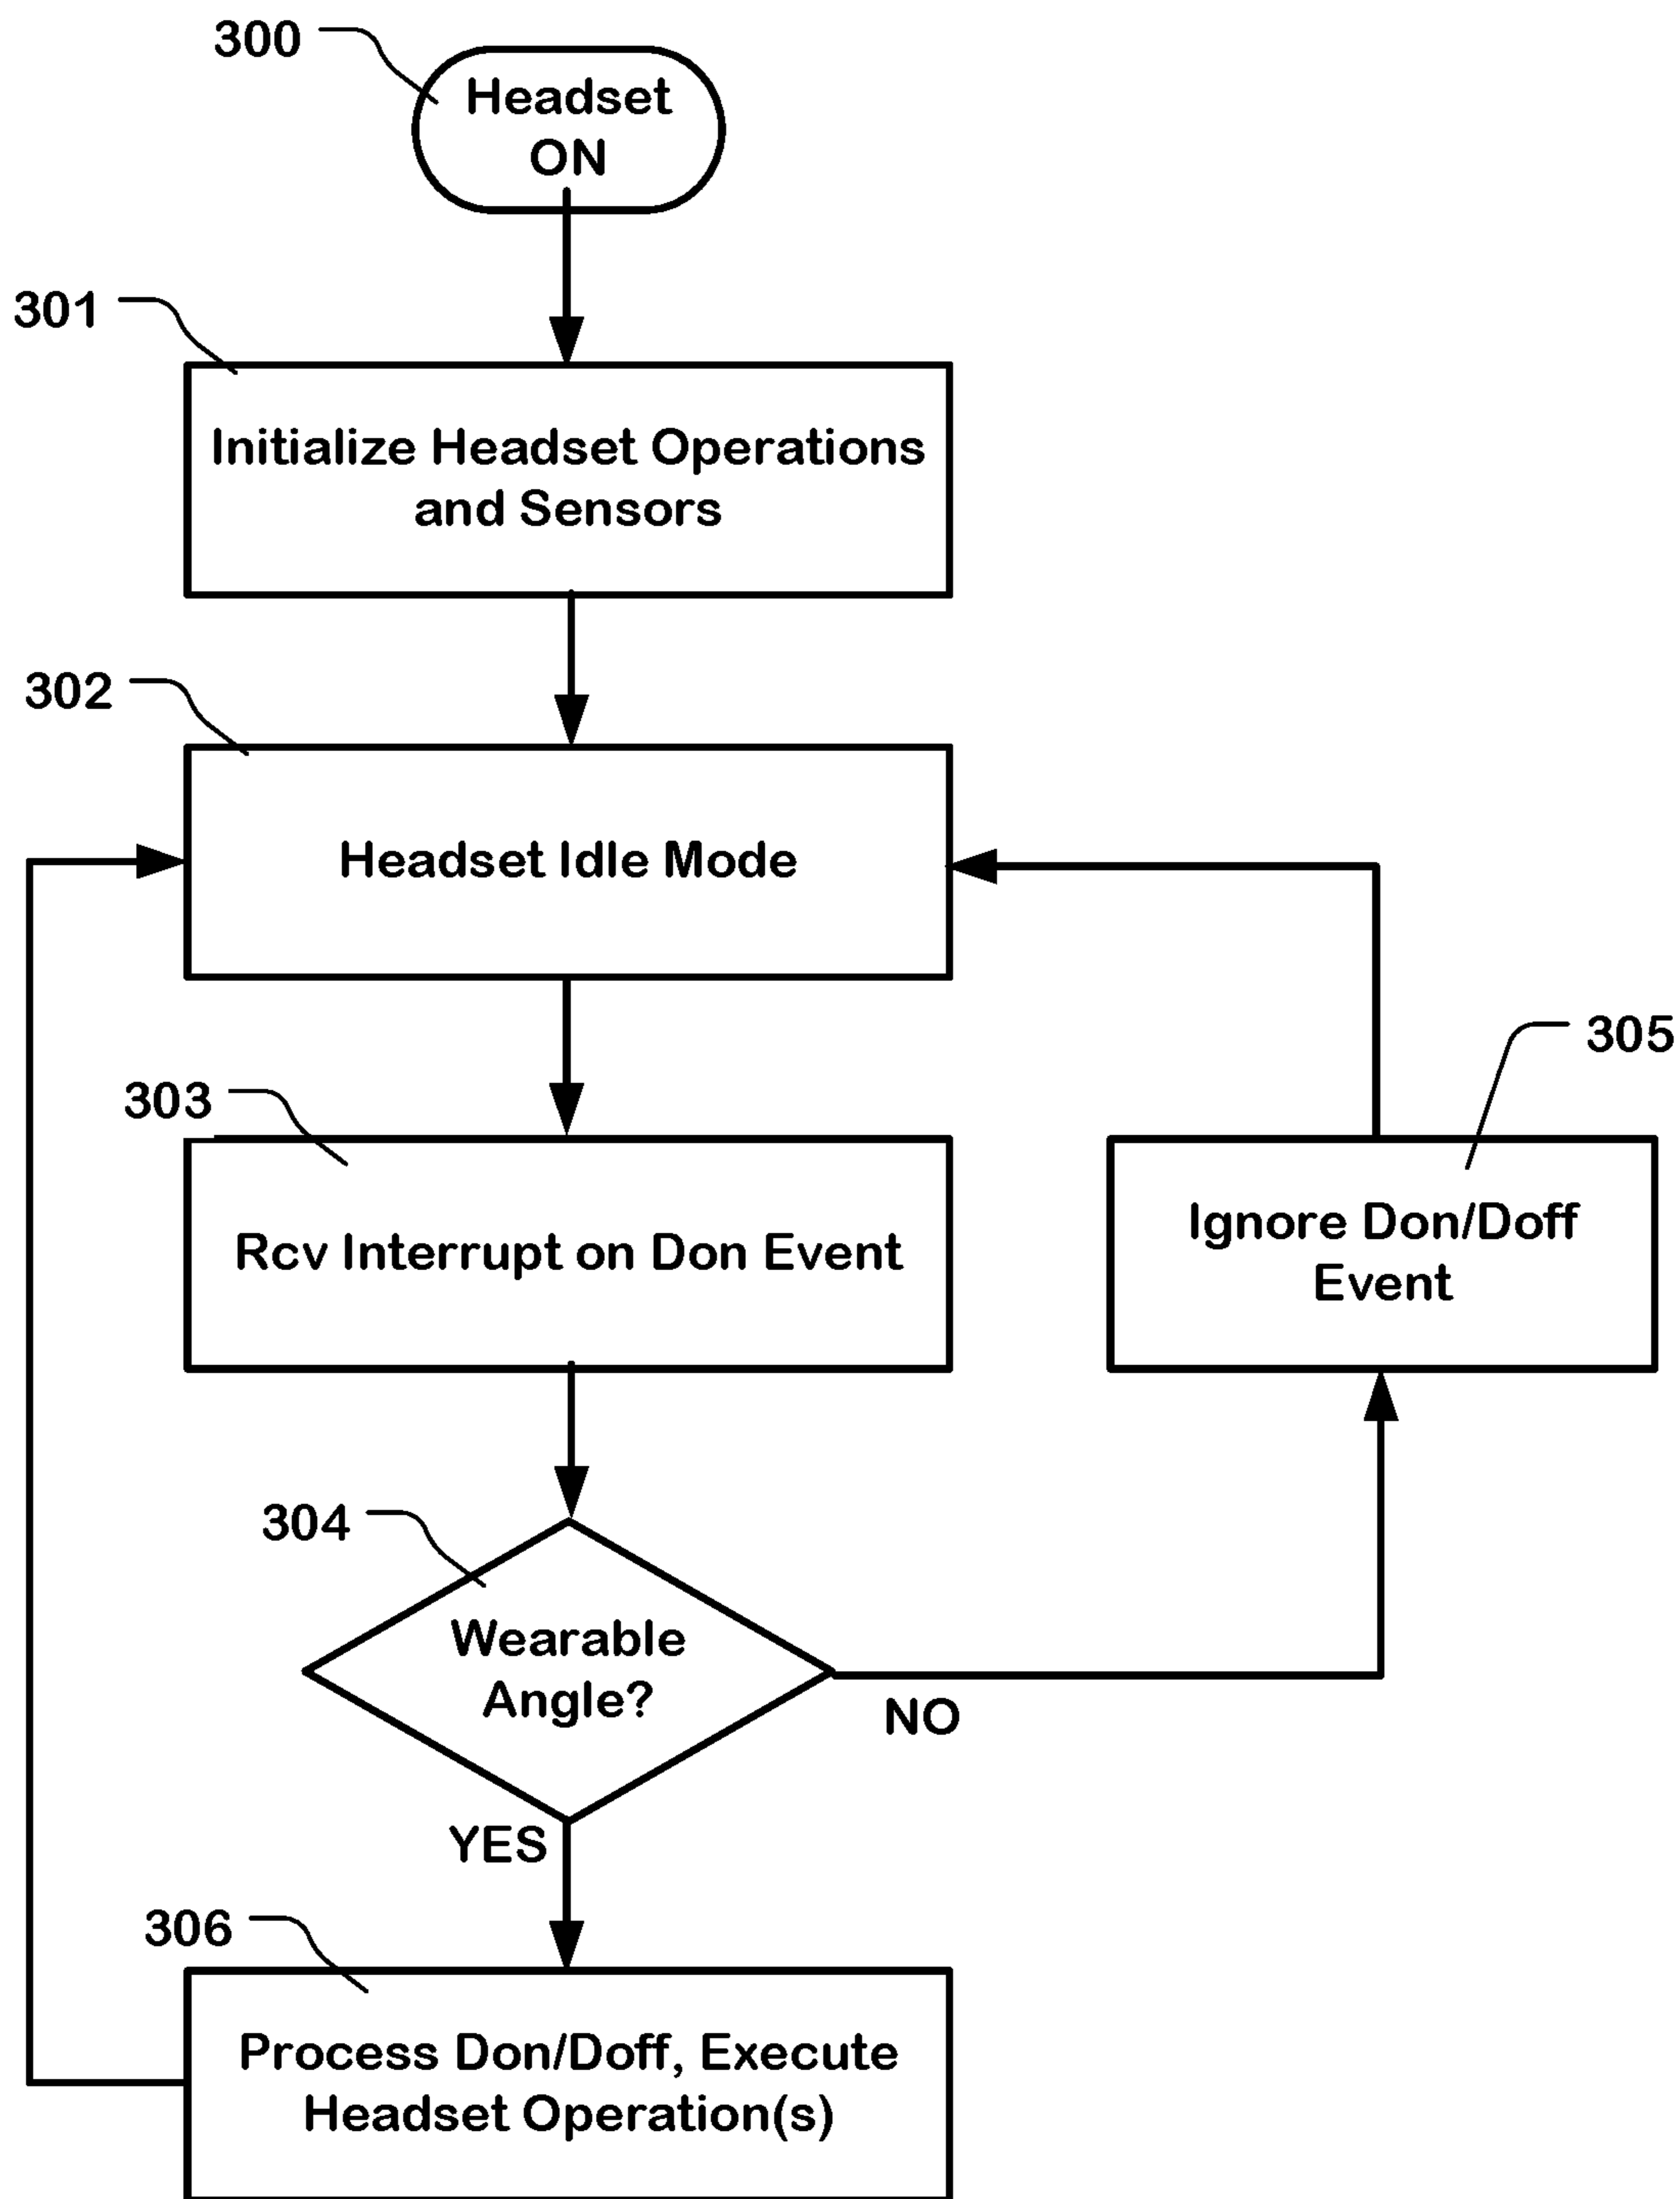 300
Headset
ON
301
Initialize Headset Operations
and Sensors
302
Headset Idle Mode
303
Rcv Interrupt on Don Event
305
Ignore Don/Doff
Event
304
Wearable
Angle?
NO
YES
306
Process Don/Doff, Execute
Headset Operation(s)